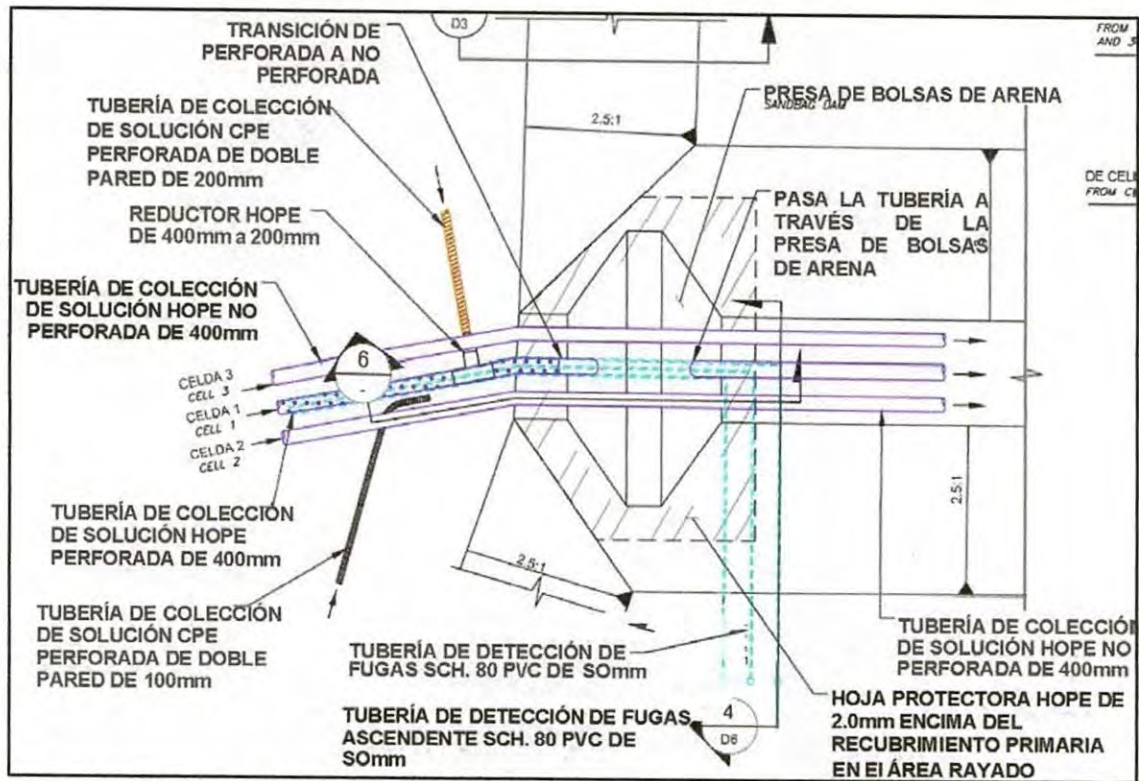 D3
FROM
AND 3
TRANSICIÓN DE
PERFORADA A NO
PERFORADA
TUBERÍA DE COLECCIÓN
DE SOLUCIÓN CPE
PERFORADA DE DOBLE
PARED DE 200mm
REDUCTOR HOPE
DE 400mm a 200mm
TUBERÍA DE COLECCIÓN
DE SOLUCIÓN HOPE NO
PERFORADA DE 400mm
2.5:1
PRESA DE BOLSAS DE ARENA
SANDBAG DAM
DE CELD
FROM CE
PASA LA TUBERÍA A
TRAVÉS DE LA
PRESA DE BOLSAS
DE ARENA
6
-
CELDA 3
CELL 3
CELDA 1
CELL 1
CELDA 2
CELL 2
TUBERÍA DE COLECCIÓN
DE SOLUCIÓN HOPE
PERFORADA DE 400mm
TUBERÍA DE COLECCIÓN
DE SOLUCIÓN CPE
PERFORADA DE DOBLE
PARED DE 100mm
2.5:1
2.5:1
TUBERÍA DE DETECCIÓN DE
FUGAS SCH. 80 PVC DE SOmm
TUBERÍA DE DETECCIÓN DE FUGAS
ASCENDENTE SCH. 80 PVC DE
SOmm
4
D6
TUBERÍA DE COLECCIÓN
DE SOLUCIÓN HOPE NO
PERFORADA DE 400mm
HOJA PROTECTORA HOPE DE
2.0mm ENCIMA DEL
RECUBRIMIENTO PRIMARIA
EN EI ÁREA RAYADO